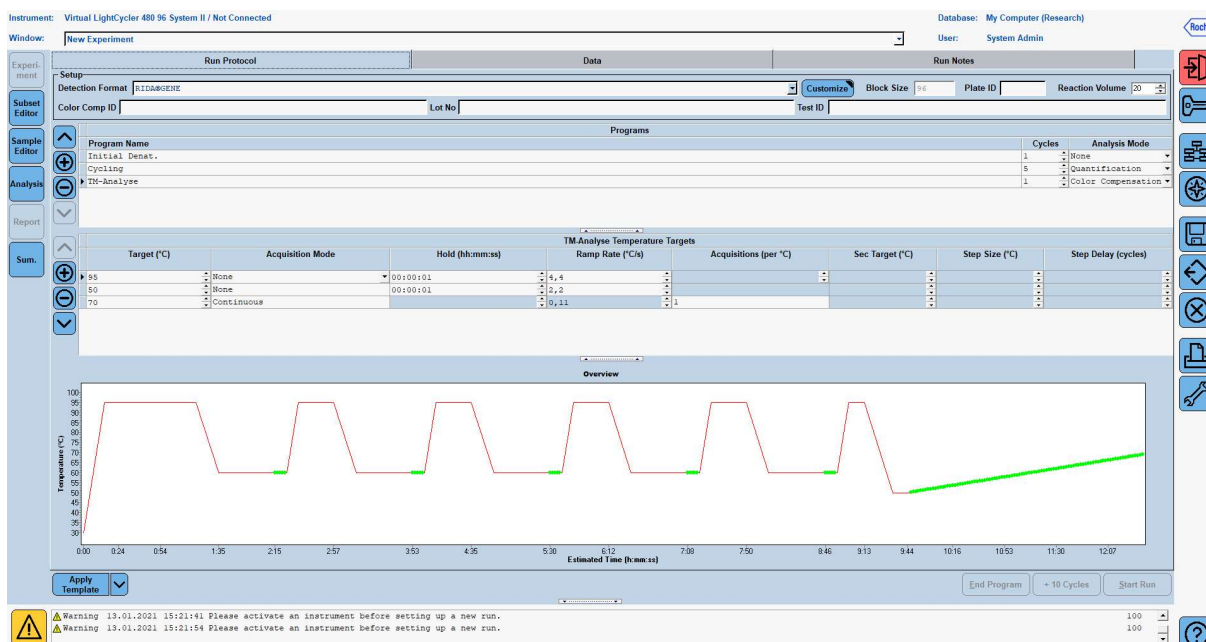 Instrument: Virtual LightCycler 480 96 System II / Not Connected Database: My Computer (Research)
Window: New Experiment User: System Admin
Roch
Experi-
ment
Subset
Editor
Sample
Editor
Analysis
Report
Sum.
Run Protocol Data Run Notes
Setup
Detection Format RIDA®GENE Customize Block Size 96 Plate ID Reaction Volume 20
Color Comp ID Lot No Test ID
Programs
Program Name Cycles Analysis Mode
Initial Denat. 1 None
Cycling 5 Quantification
TM-Analyse 1 Color Compensation
TM-Analyse Temperature Targets
Target (°C) Acquisition Mode Hold (hh:mm:ss) Ramp Rate (°C/s) Acquisitions (per °C) Sec Target (°C) Step Size (°C) Step Delay (cycles)
95 None 00:00:01 4,4
50 None 00:00:01 2,2
70 Continuous 0,11 1
Overview
Temperature (°C)
100
95
90
85
80
75
70
65
60
55
50
45
40
35
30
0:00 0:24 0:54 1:35 2:15 2:57 3:53 4:35 5:30 6:12 7:08 7:50 8:46 9:13 9:44 10:16 10:53 11:30 12:07
Estimated Time (h:mm:ss)
Apply
Template
End Program + 10 Cycles Start Run
Warning 13.01.2021 15:21:41 Please activate an instrument before setting up a new run. 100
Warning 13.01.2021 15:21:54 Please activate an instrument before setting up a new run. 100